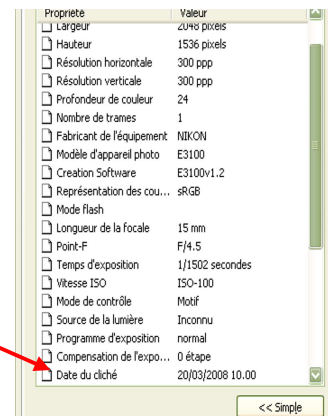 Propriété Valeur
Largeur 2048 pixels
Hauteur 1536 pixels
Résolution horizontale 300 ppp
Résolution verticale 300 ppp
Profondeur de couleur 24
Nombre de trames 1
Fabricant de l'équipement NIKON
Modèle d'appareil photo E3100
Creation Software E3100v1.2
Représentation des cou... sRGB
Mode flash
Longueur de la focale 15 mm
Point-F F/4.5
Temps d'exposition 1/1502 secondes
Vitesse ISO ISO-100
Mode de contrôle Motif
Source de la lumière Inconnu
Programme d'exposition normal
Compensation de l'expo... 0 étape
Date du cliché 20/03/2008 10.00
<< Simple